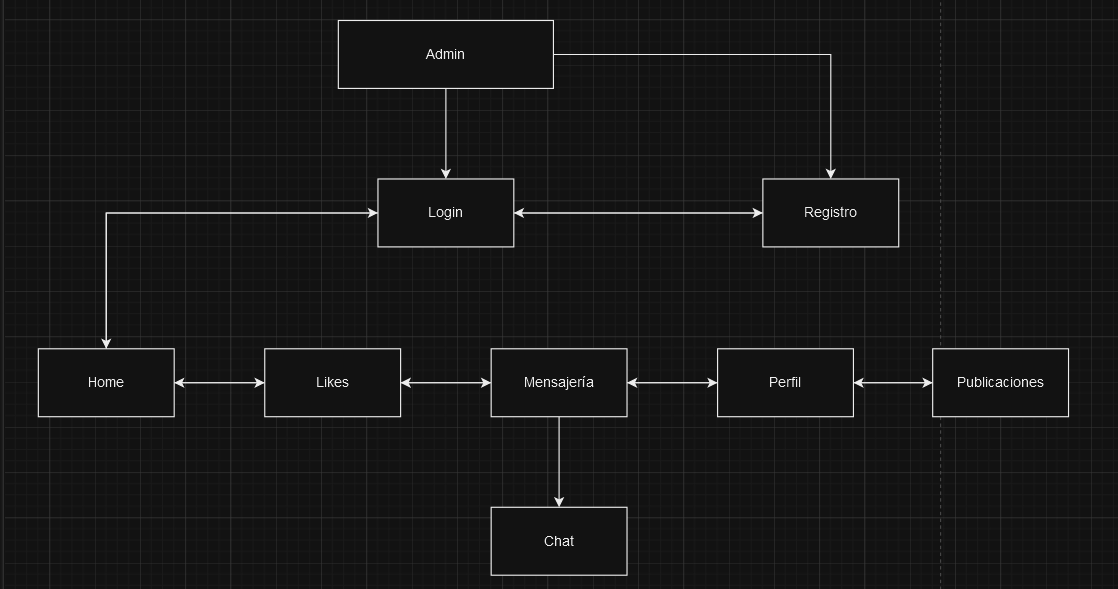 Admin
Login
Registro
Home
Likes
Mensajería
Perfil
Publicaciones
Chat